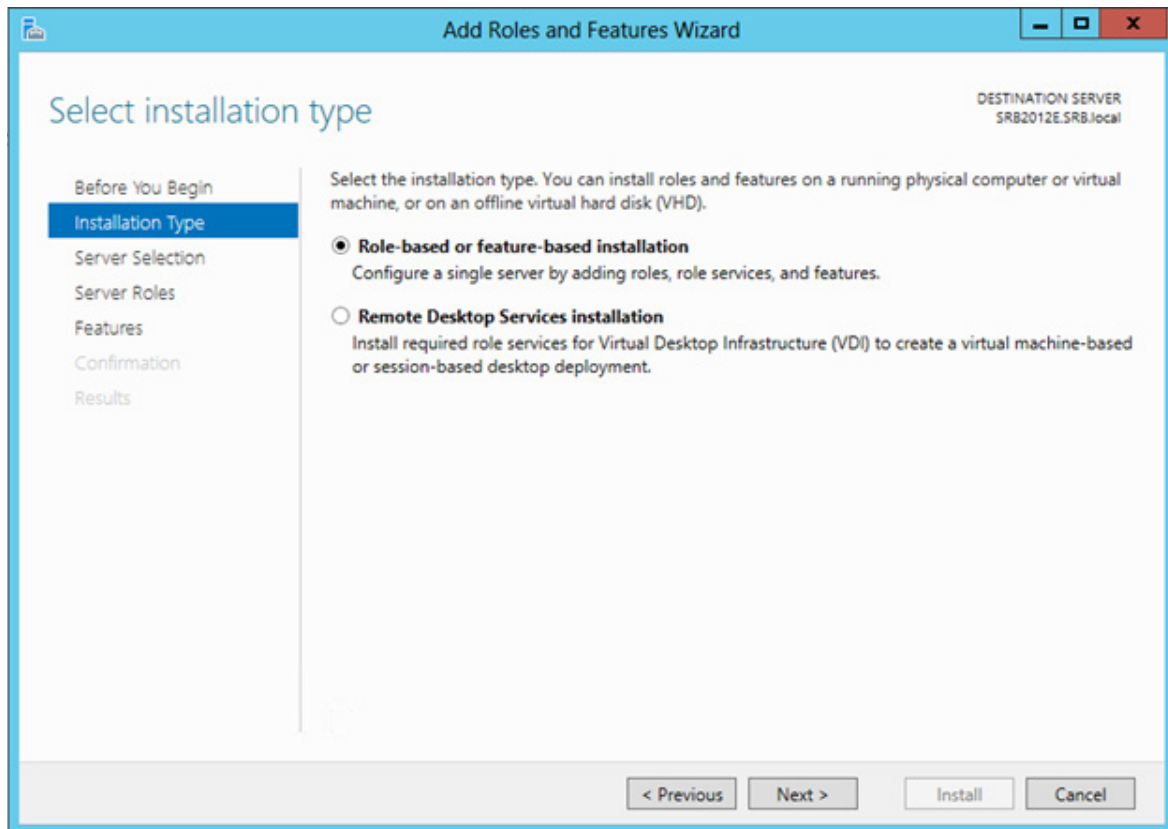 Add Roles and Features Wizard
Select installation type
DESTINATION SERVER
SRB2012E.SRB.local
Before You Begin
Installation Type
Server Selection
Server Roles
Features
Confirmation
Results
Select the installation type. You can install roles and features on a running physical computer or virtual
machine, or on an offline virtual hard disk (VHD).
Role-based or feature-based installation
Configure a single server by adding roles, role services, and features.
Remote Desktop Services installation
Install required role services for Virtual Desktop Infrastructure (VDI) to create a virtual machine-based
or session-based desktop deployment.
< Previous
Next >
Install
Cancel